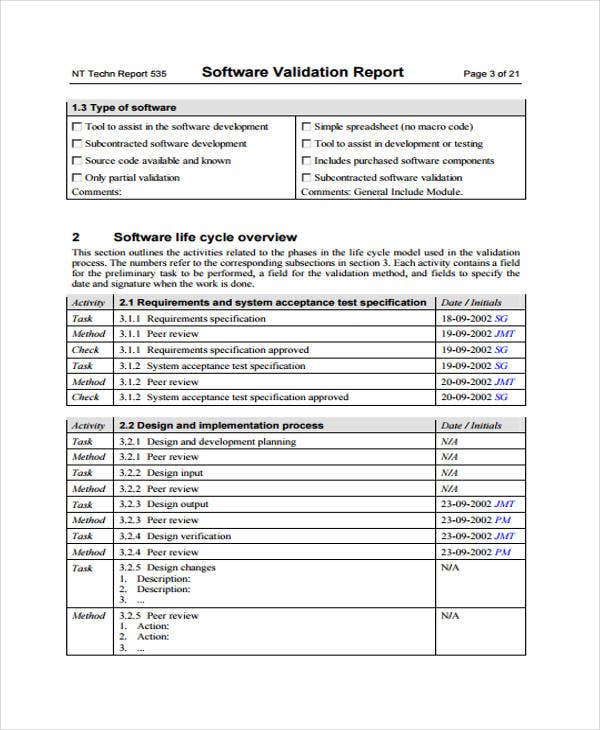 NT Techn Report 535 Software Validation Report Page 3 of 21
1.3 Type of software
Tool to assist in the software development
Subcontracted software development
Source code available and known
Only partial validation
Comments:
Simple spreadsheet (no macro code)
Tool to assist in development or testing
Includes purchased software components
Subcontracted software validation
Comments: General Include Module.
2 Software life cycle overview
This section outlines the activities related to the phases in the life cycle model used in the validation
process. The numbers refer to the corresponding subsections in section 3. Each activity contains a field
for the preliminary task to be performed, a field for the validation method, and fields to specify the
date and signature when the work is done.
Activity 2.1 Requirements and system acceptance test specification Date / Initials
Task 3.1.1 Requirements specification 18-09-2002 SG
Method 3.1.1 Peer review 19-09-2002 JMT
Check 3.1.1 Requirements specification approved 19-09-2002 SG
Task 3.1.2 System acceptance test specification 19-09-2002 SG
Method 3.1.2 Peer review 20-09-2002 JMT
Check 3.1.2 System acceptance test specification approved 20-09-2002 SG
Activity 2.2 Design and implementation process Date / Initials
Task 3.2.1 Design and development planning N/A
Method 3.2.1 Peer review N/A
Task 3.2.2 Design input N/A
Method 3.2.2 Peer review N/A
Task 3.2.3 Design output 23-09-2002 JMT
Method 3.2.3 Peer review 23-09-2002 PM
Task 3.2.4 Design verification 23-09-2002 JMT
Method 3.2.4 Peer review 23-09-2002 PM
Task 3.2.5 Design changes N/A
1. Description:
2. Description:
3. ...
Method 3.2.5 Peer review N/A
1. Action:
2. Action:
3. ...